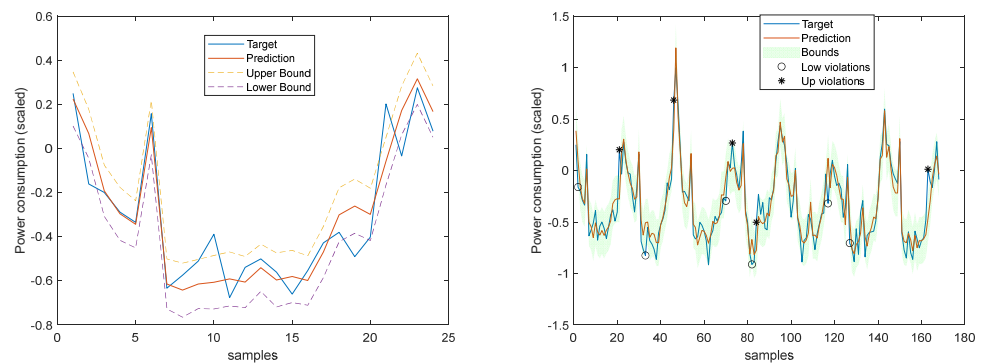 Power consumption (scaled)
0.6
0.4
0.2
0
-0.2
-0.4
-0.6
-0.8
Target
Prediction
Upper Bound
Lower Bound
0 5 10 15 20 25
samples
Power consumption (scaled)
1.5
1
0.5
0
-0.5
-1
-1.5
Target
Prediction
Bounds
Low violations
Up violations
0 20 40 60 80 100 120 140 160 180
samples